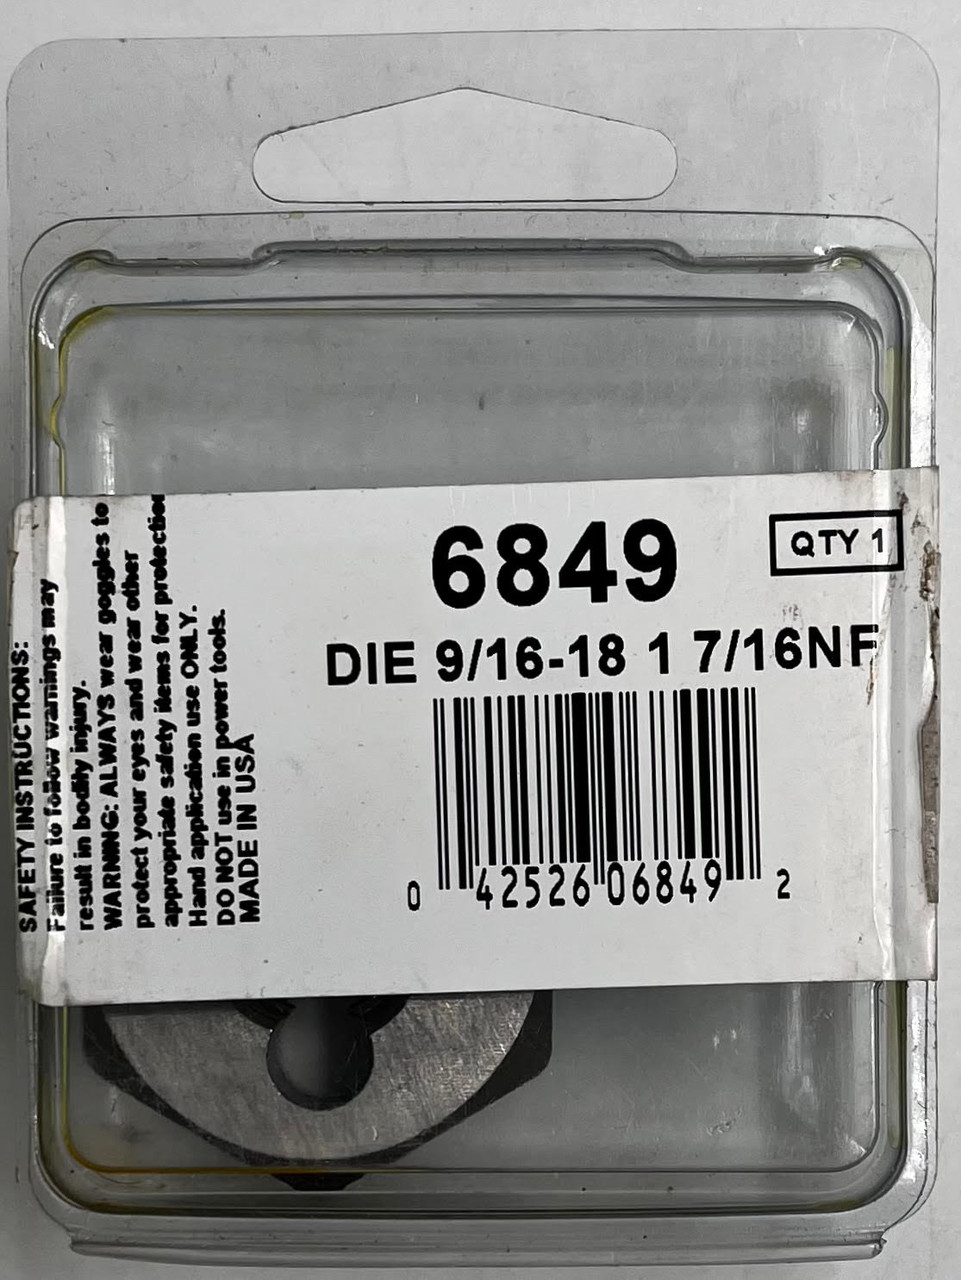 6849
QTY 1
DIE 9/16-18 1 7/16NF
0 42526 06849 2
SAFETY INSTRUCTIONS:
Failure to follow warnings may
result in bodily injury.
WARNING: ALWAYS wear goggles to
protect your eyes and wear other
appropriate safety items for protection
Hand application use ONLY.
DO NOT use in power tools.
MADE IN USA